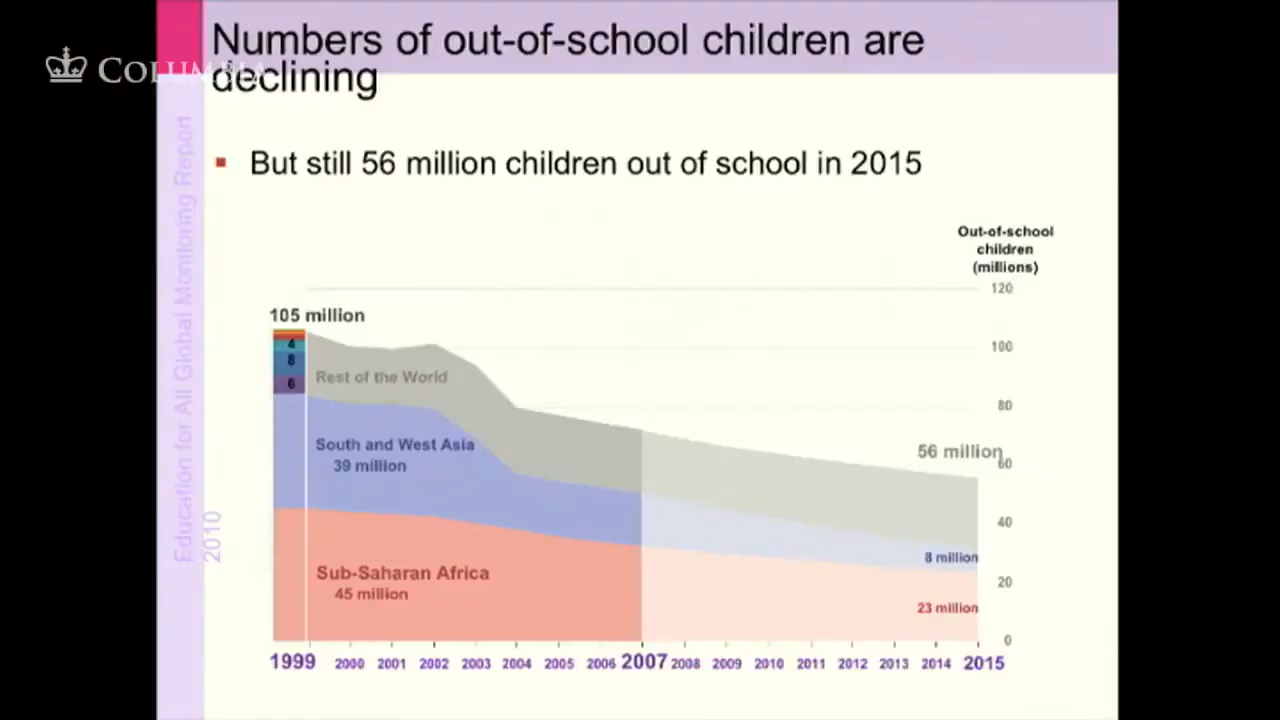 Numbers of out-of-school children are
declining
COLUMBIA
Education for All Global Monitoring Report
2010
▪ But still 56 million children out of school in 2015
Out-of-school
children
(millions)
120
105 million
4
100
8
Rest of the World
6
80
South and West Asia
39 million
56 million
60
40
8 million
Sub-Saharan Africa
45 million
20
23 million
0
1999 2000 2001 2002 2003 2004 2005 2006 2007 2008 2009 2010 2011 2012 2013 2014 2015